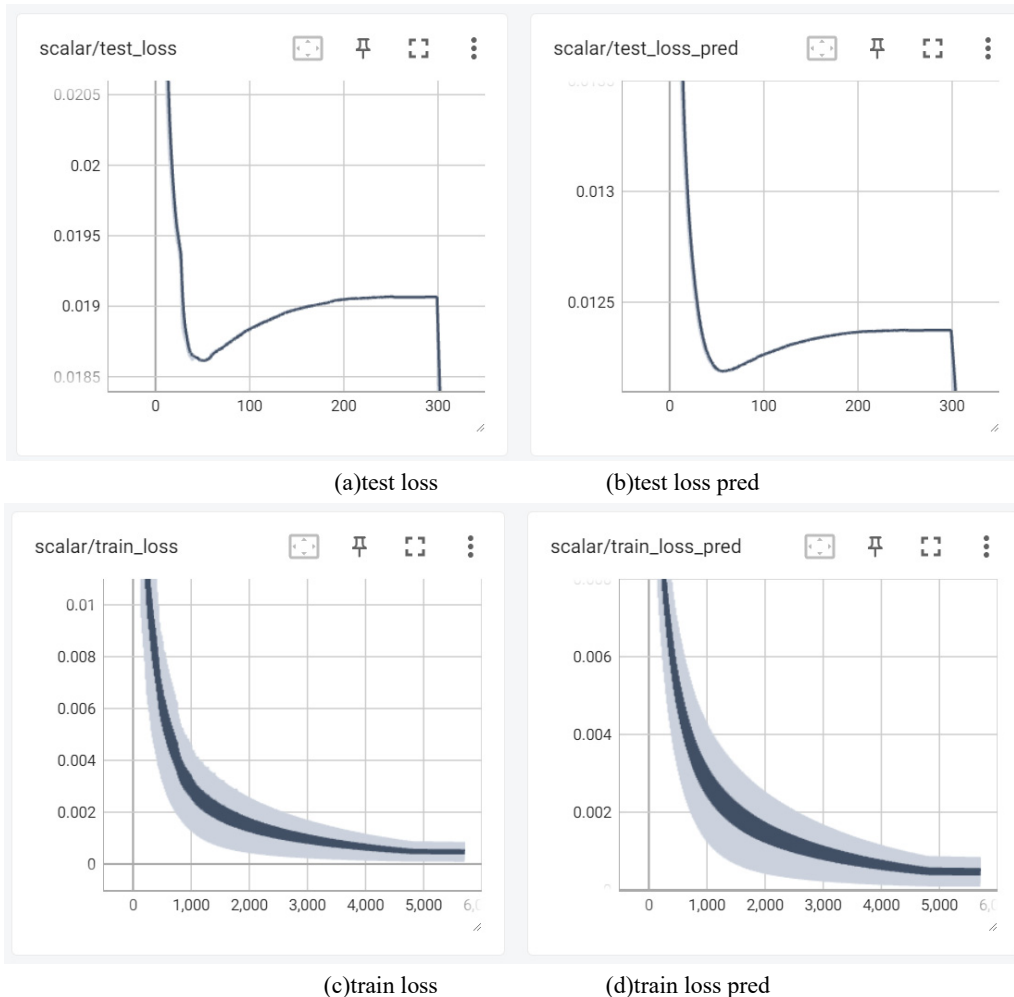 scalar/test_loss
0.0205
0.02
0.0195
0.019
0.0185
0 100 200 300
scalar/test_loss_pred
0.013
0.0125
0 100 200 300
(a)test loss
(b)test loss pred
scalar/train_loss
0.01
0.008
0.006
0.004
0.002
0
0 1,000 2,000 3,000 4,000 5,000
scalar/train_loss_pred
0.006
0.004
0.002
0
0 1,000 2,000 3,000 4,000 5,000
(c)train loss
(d)train loss pred